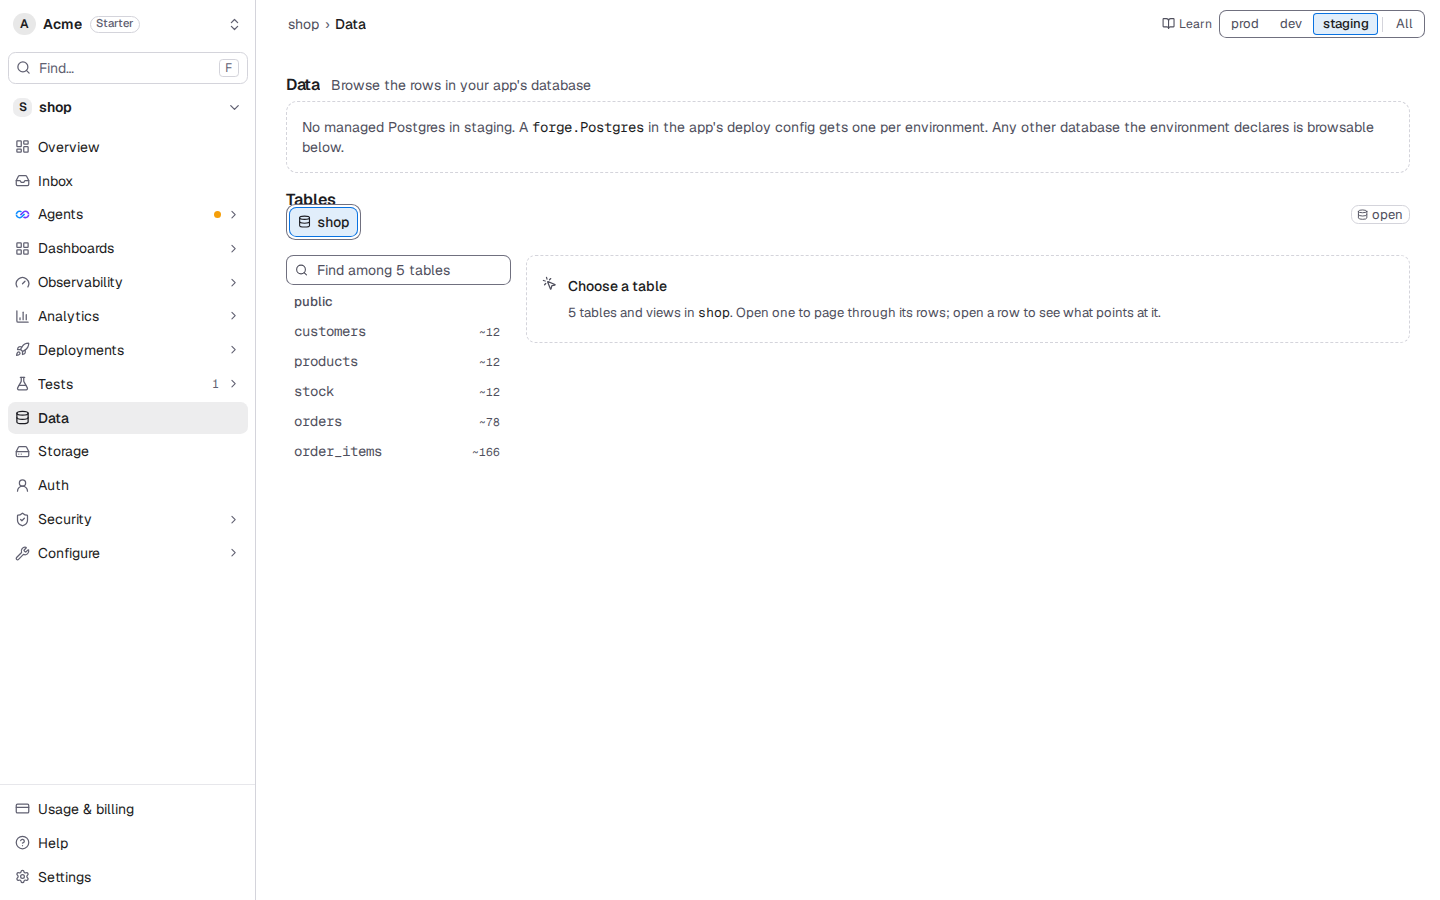 A Acme Starter
Find... F
S shop
Overview
Inbox
Agents
Dashboards
Observability
Analytics
Deployments
Tests 1
Data
Storage
Auth
Security
Configure
Usage & billing
Help
Settings
shop › Data
Learn prod dev staging All
Data Browse the rows in your app's database
No managed Postgres in staging. A forge.Postgres in the app's deploy config gets one per environment. Any other database the environment declares is browsable
below.
Tables
shop
open
Find among 5 tables
public
customers ~12
products ~12
stock ~12
orders ~78
order_items ~166
Choose a table
5 tables and views in shop. Open one to page through its rows; open a row to see what points at it.